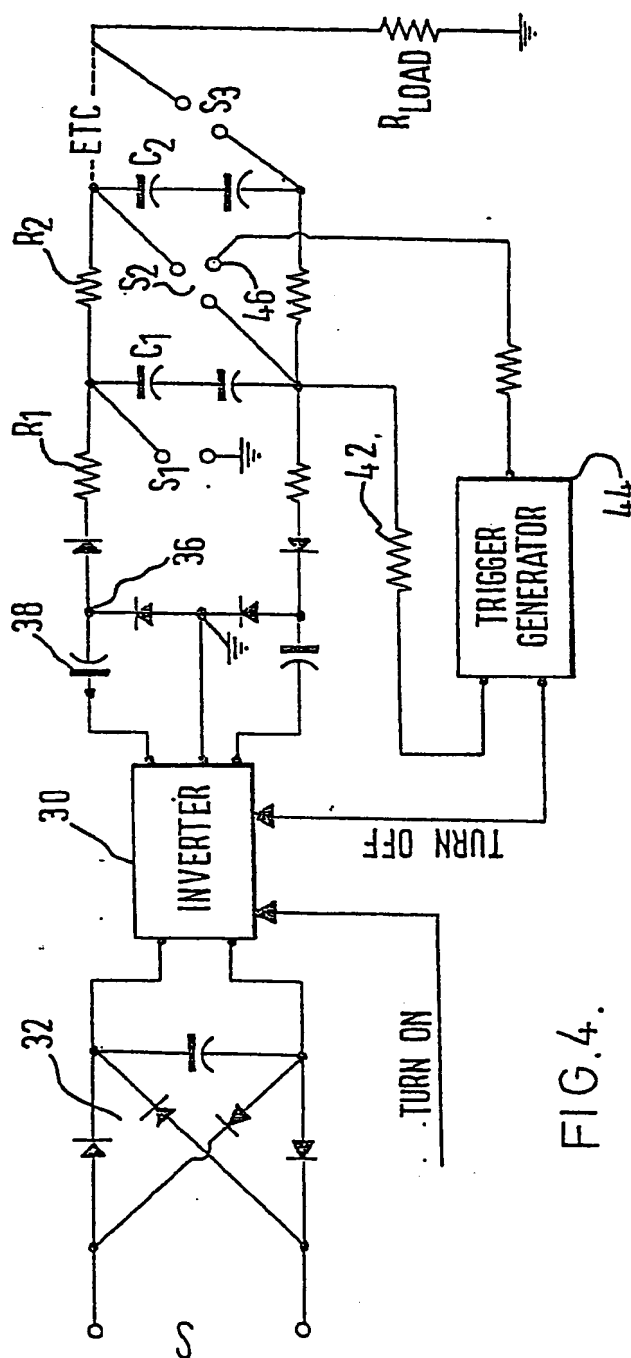 S
32
30
INVERTER
TURN ON
TURN OFF
38
36
R1
S1
C1
R2
S2
46
C2
ETC
S3
RLOAD
42.
TRIGGER
GENERATOR
44
FIG.4.